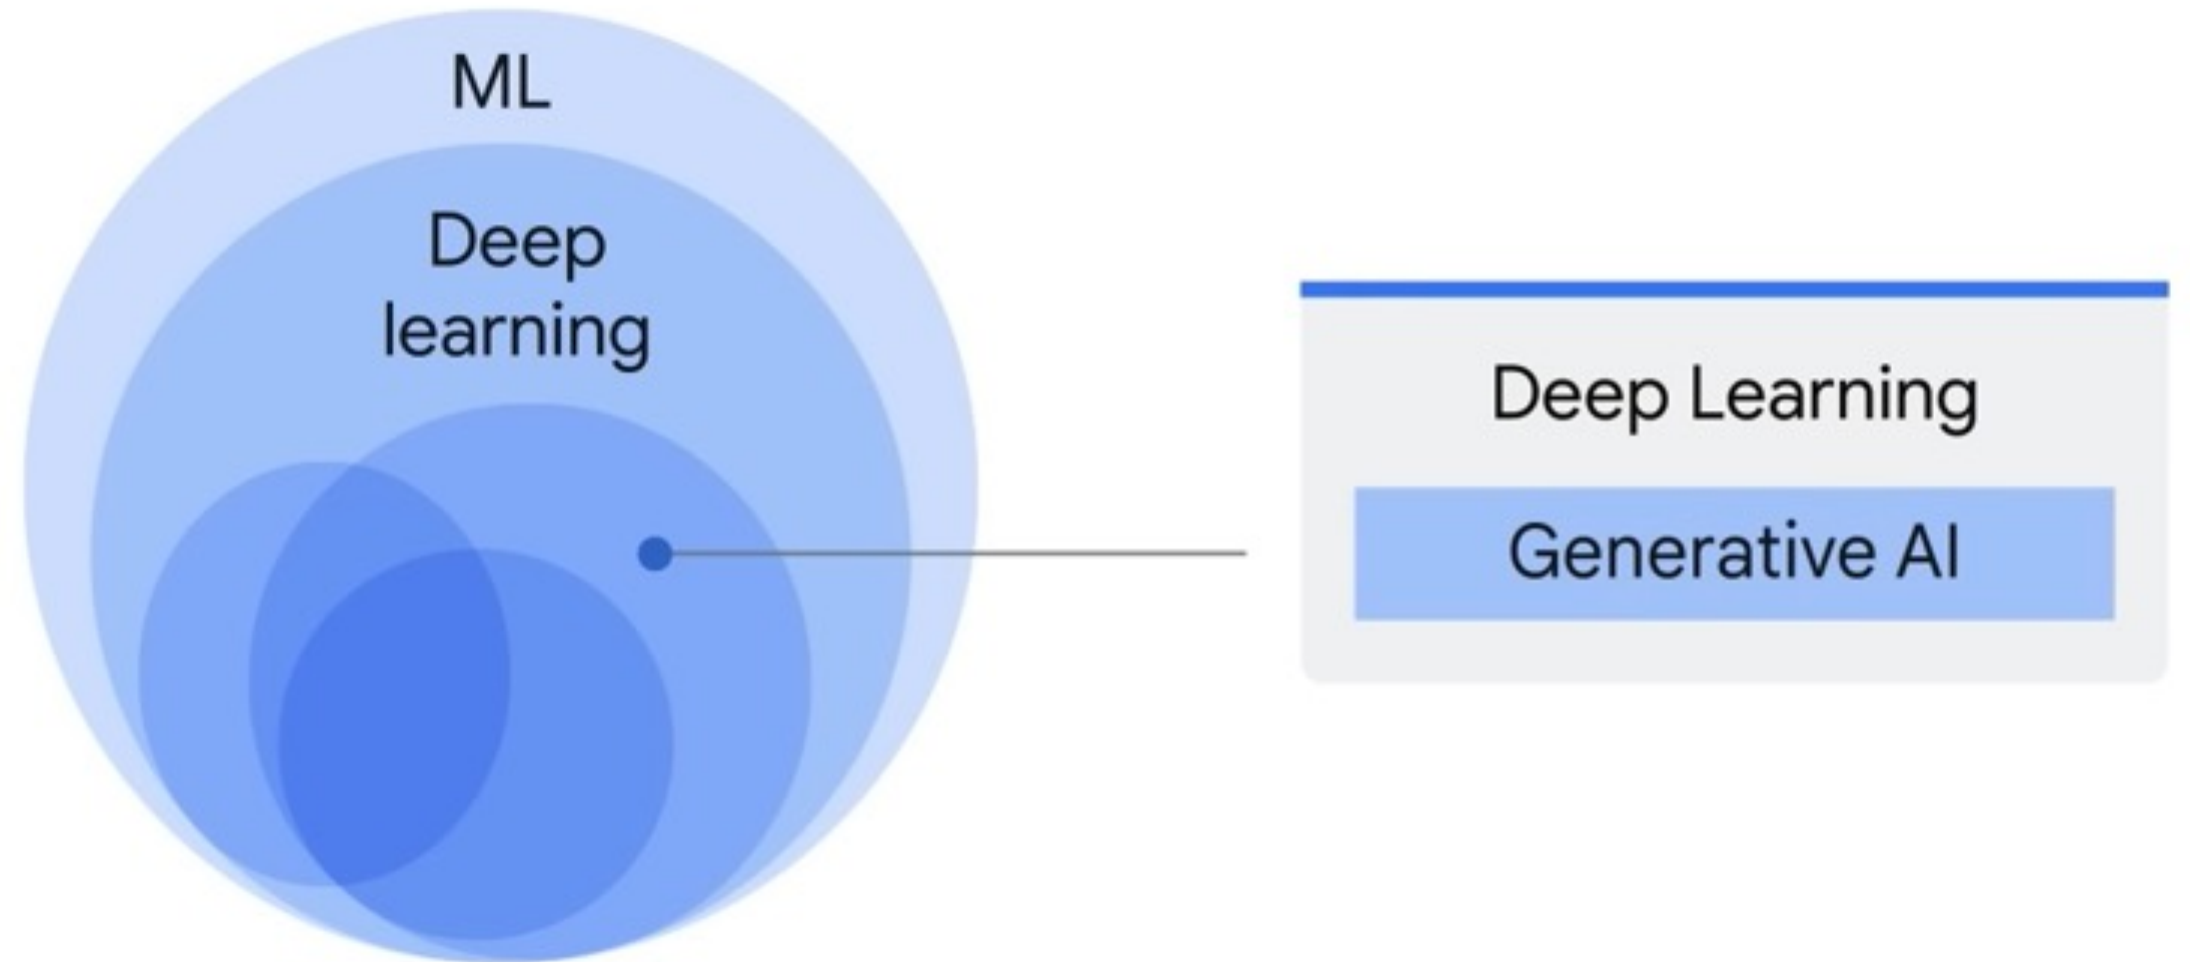 ML
Deep
learning
Deep Learning
Generative AI